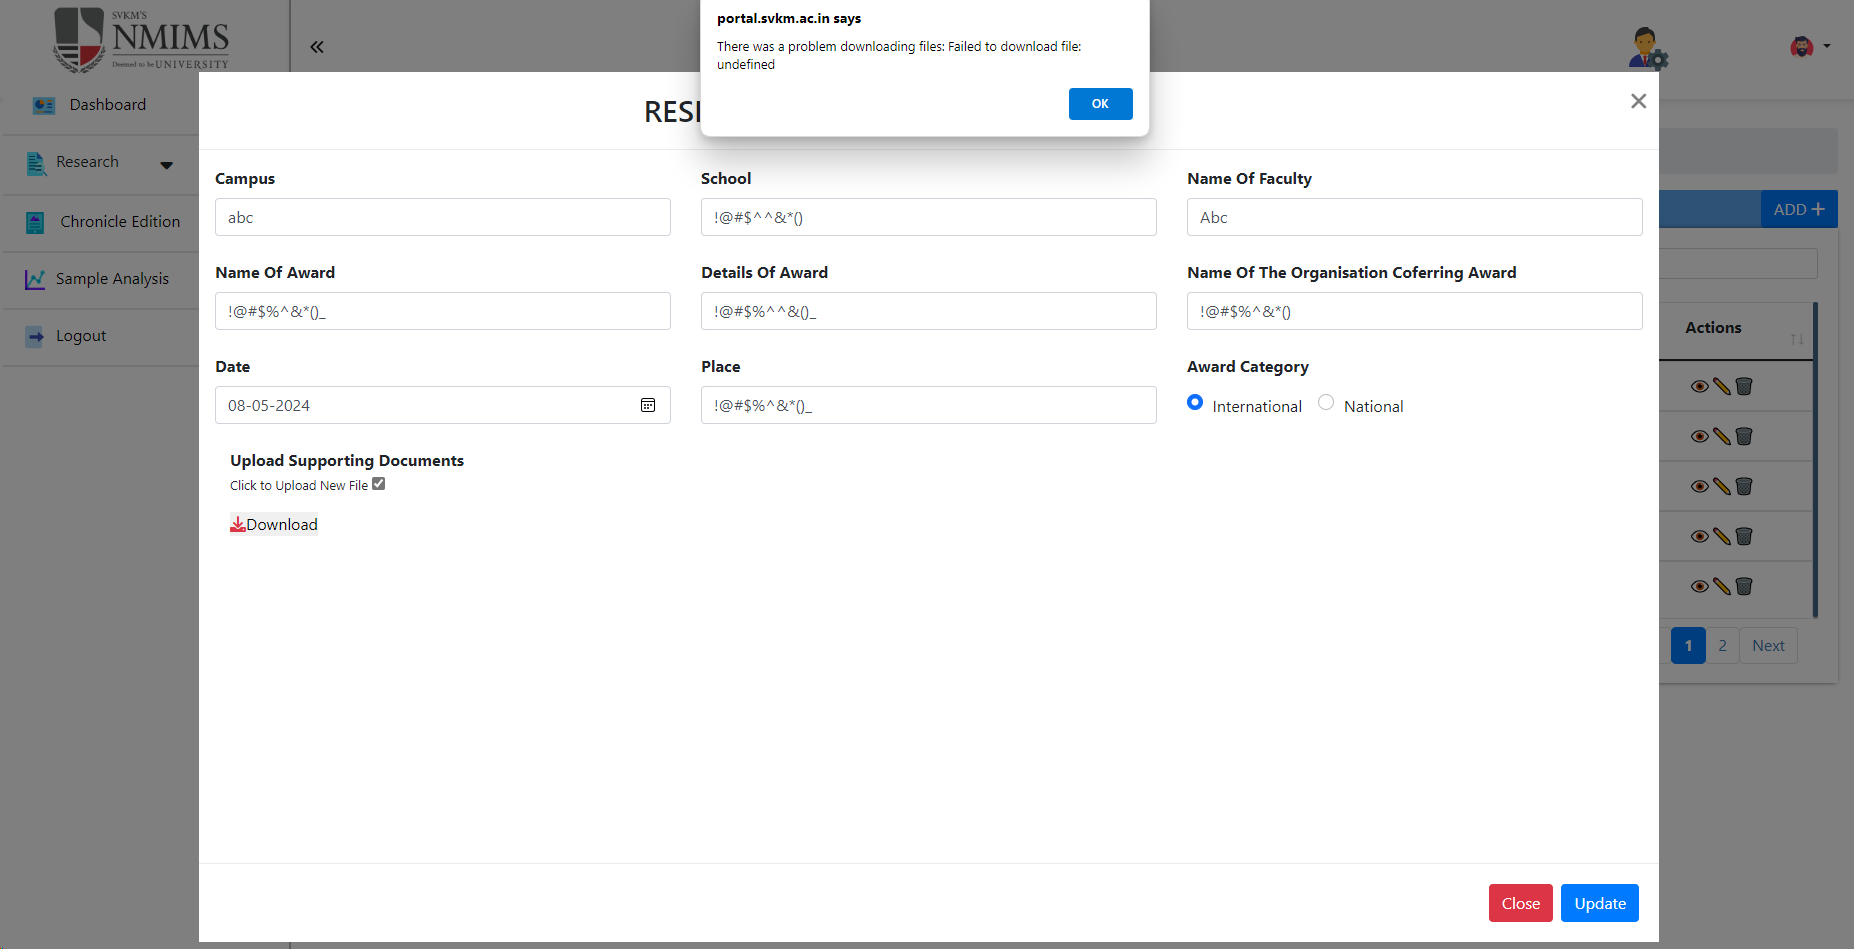 SVKM'S
NMIMS
Deemed to be UNIVERSITY
portal.svkm.ac.in says
There was a problem downloading files: Failed to download file:
undefined
OK
Dashboard
Research
Chronicle Edition
Sample Analysis
Logout
ADD
Actions
1 2 Next
Campus School Name Of Faculty
abc !@#$^^&*() Abc
Name Of Award Details Of Award Name Of The Organisation Coferring Award
!@#$%^&*()_ !@#$%^^&()_ !@#$%^&*()
Date Place Award Category
08-05-2024 !@#$%^&*()_ International National
Upload Supporting Documents
Click to Upload New File
Download
Close Update